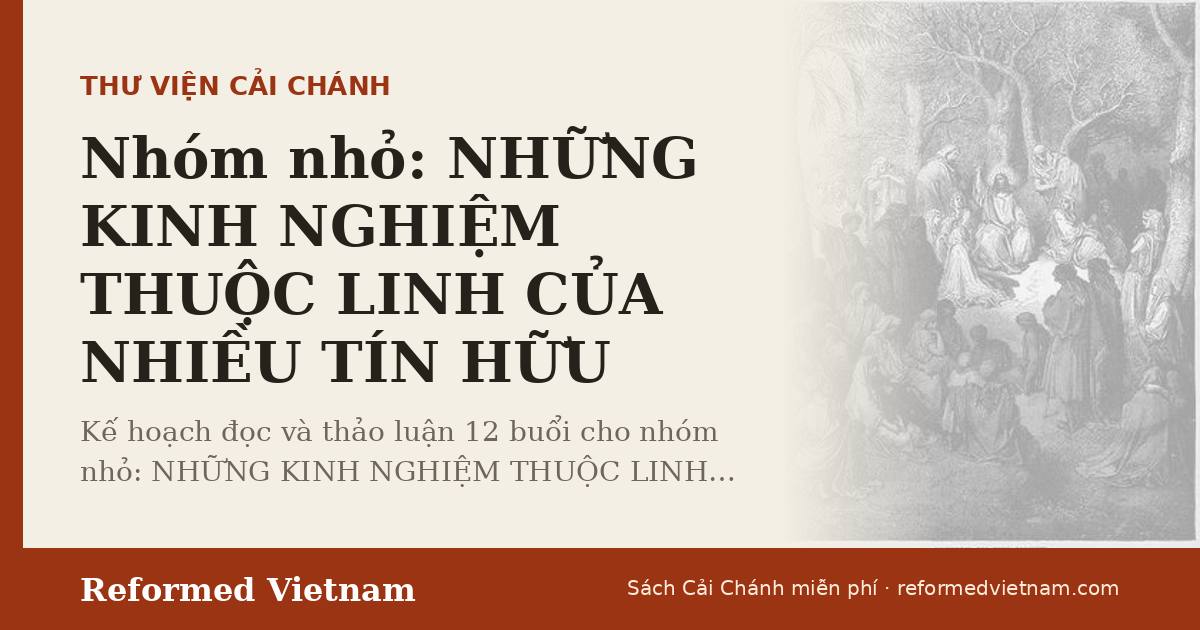 THƯ VIỆN CẢI CHÁNH
Nhóm nhỏ: NHỮNG
KINH NGHIỆM
THUỘC LINH CỦA
NHIỀU TÍN HỮU
Kế hoạch đọc và thảo luận 12 buổi cho nhóm
nhỏ: NHỮNG KINH NGHIỆM THUỘC LINH…
Reformed Vietnam
Sách Cải Chánh miễn phí · reformedvietnam.com